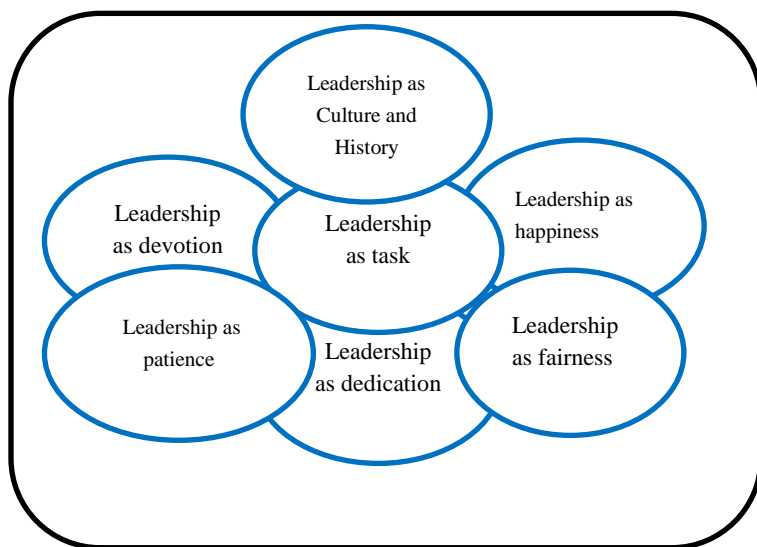 Leadership as
Culture and
History
Leadership
as devotion
Leadership
as task
Leadership as
happiness
Leadership as
patience
Leadership
as dedication
Leadership
as fairness